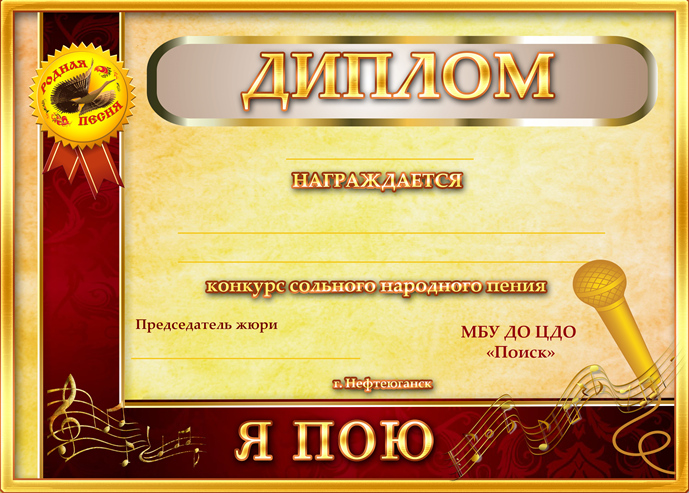 РОДНАЯ
ПЕСНЯ
ДИПЛОМ
НАГРАЖДАЕТСЯ
конкурс сольного народного пения
Председатель жюри
МБУ ДО ЦДО
«Поиск»
г. Нефтеюганск
Я ПОЮ